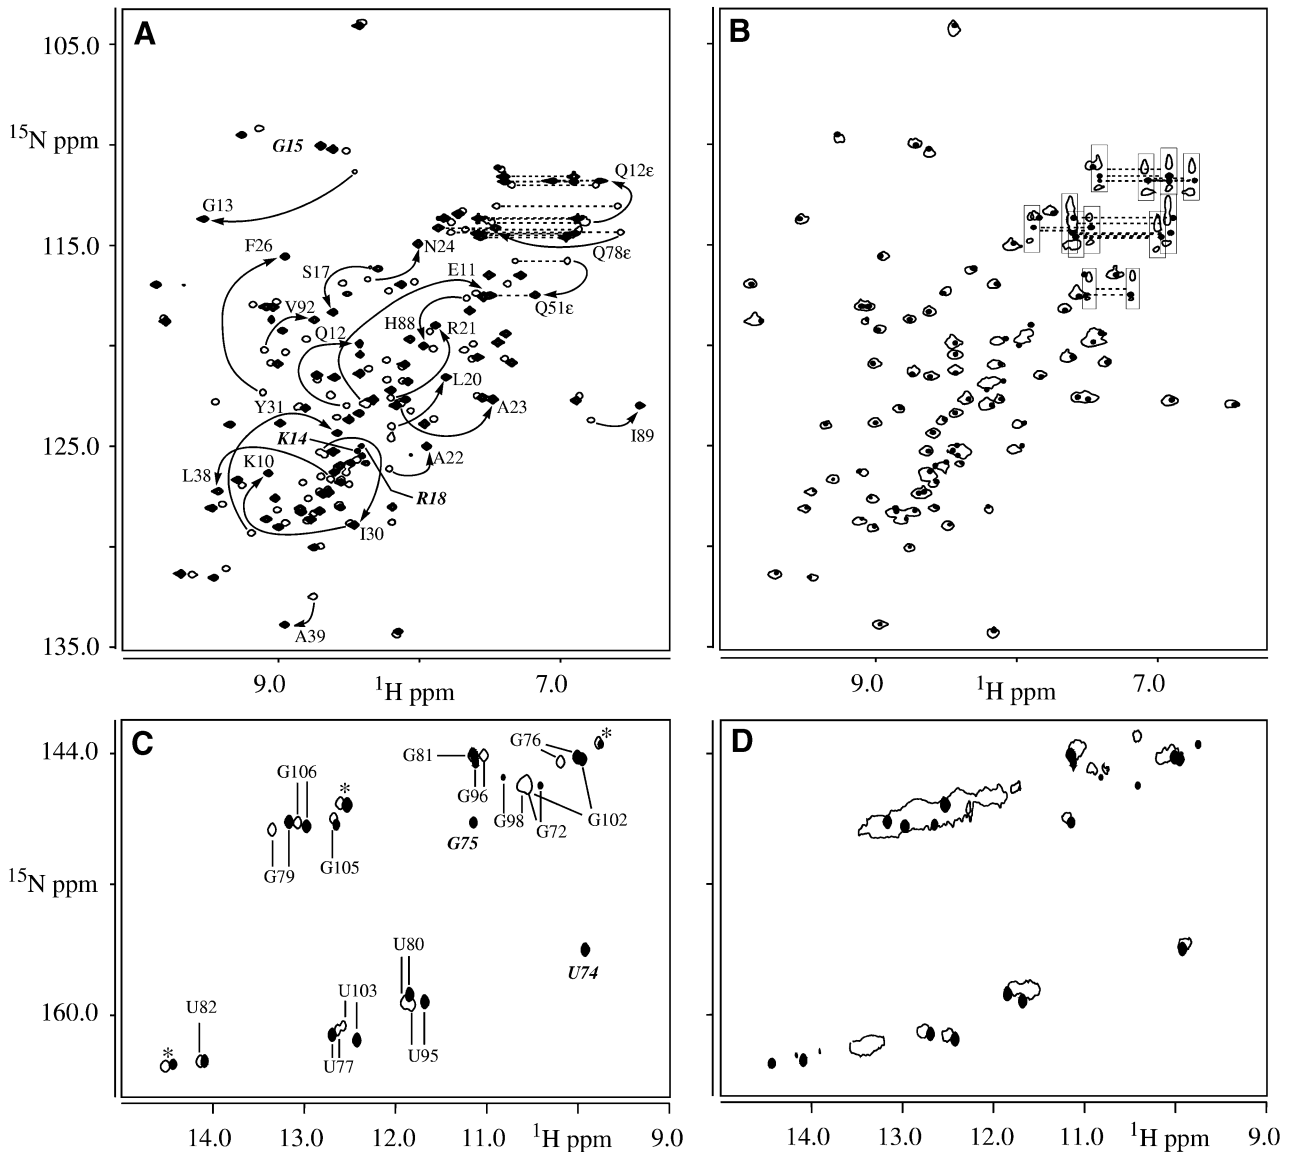 A
B
105.0
¹⁵N ppm
G15
Q12ε
G13
F26
N24
115.0
S17
E11
Q78ε
V92
Q51ε
Q12
H88
R21
L20
Y31
A23
K14
I89
125.0
K10
A22
L38
R18
I30
A39
135.0
9.0
¹H ppm
7.0
9.0
¹H ppm
7.0
C
D
144.0
G81
G76
*
G106
*
G96
G98
G72
G102
G75
G105
G79
¹⁵N ppm
U80
U74
U103
160.0
U82
U95
*
U77
14.0
13.0
12.0
11.0
¹H ppm
9.0
14.0
13.0
12.0
11.0
¹H ppm
9.0